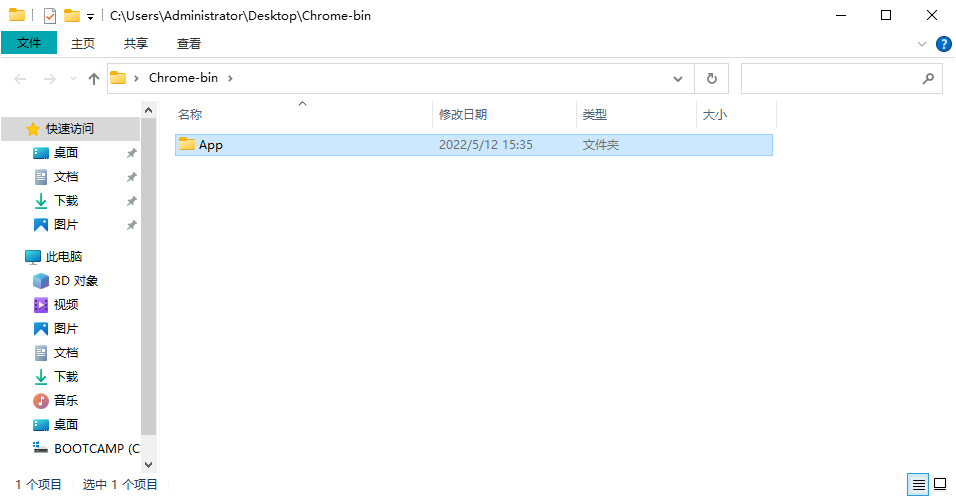 C:\Users\Administrator\Desktop\Chrome-bin
文件 主页 共享 查看
Chrome-bin
名称 修改日期 类型 大小
App 2022/5/12 15:35 文件夹
快速访问
桌面
文档
下载
图片
此电脑
3D 对象
视频
图片
文档
下载
音乐
桌面
BOOTCAMP (C
1 个项目 选中 1 个项目